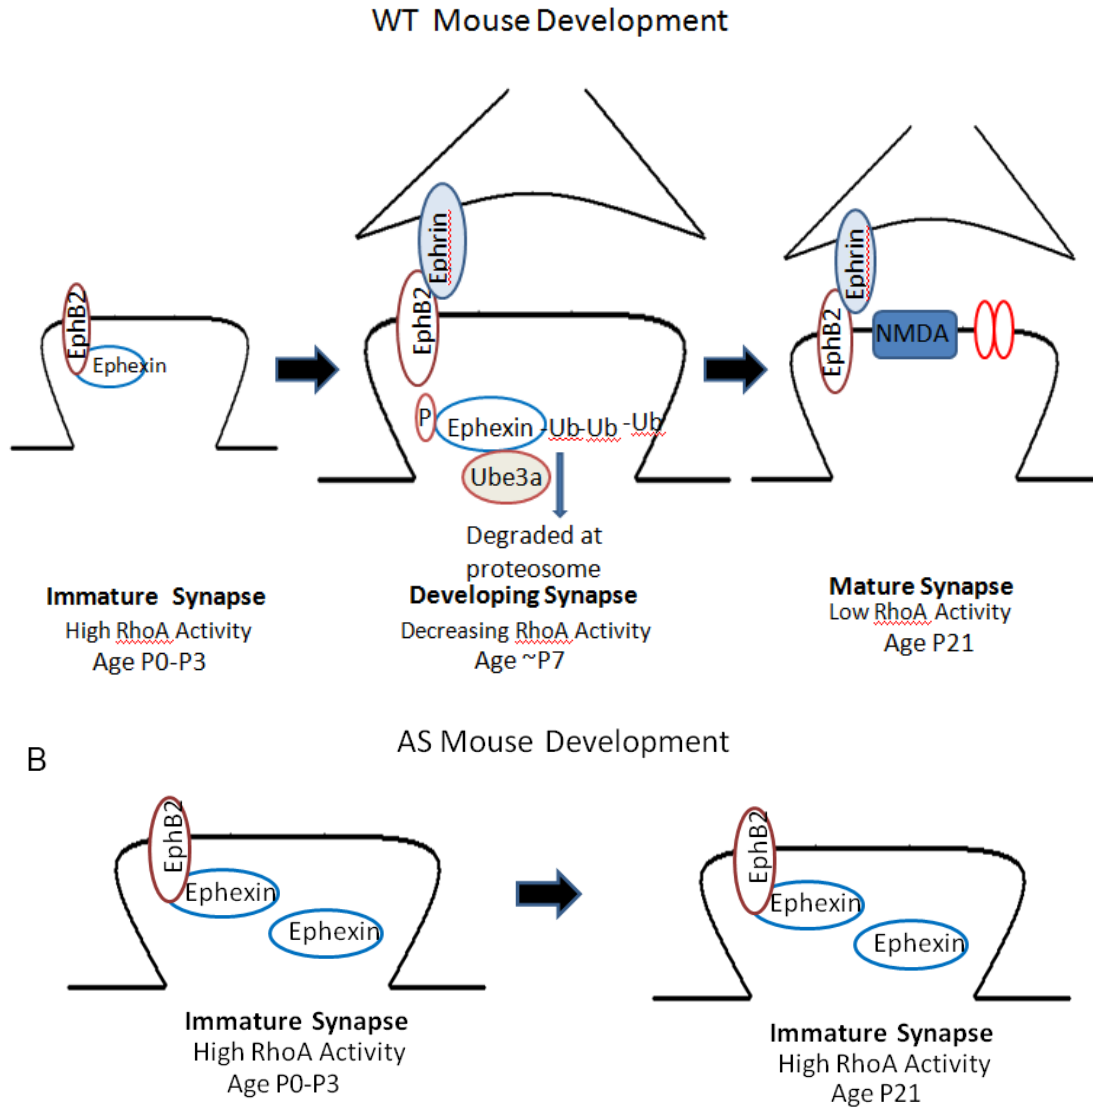 WT Mouse Development
EphB2
Ephexin
Ephrin
EphB2
P
Ephexin
-Ub-Ub -Ub
Ube3a
Degraded at
proteosome
Ephrin
EphB2
NMDA
Immature Synapse
High RhoA Activity
Age P0-P3
Developing Synapse
Decreasing RhoA Activity
Age ~P7
Mature Synapse
Low RhoA Activity
Age P21
B
AS Mouse Development
EphB2
Ephexin
Ephexin
Immature Synapse
High RhoA Activity
Age P0-P3
EphB2
Ephexin
Ephexin
Immature Synapse
High RhoA Activity
Age P21